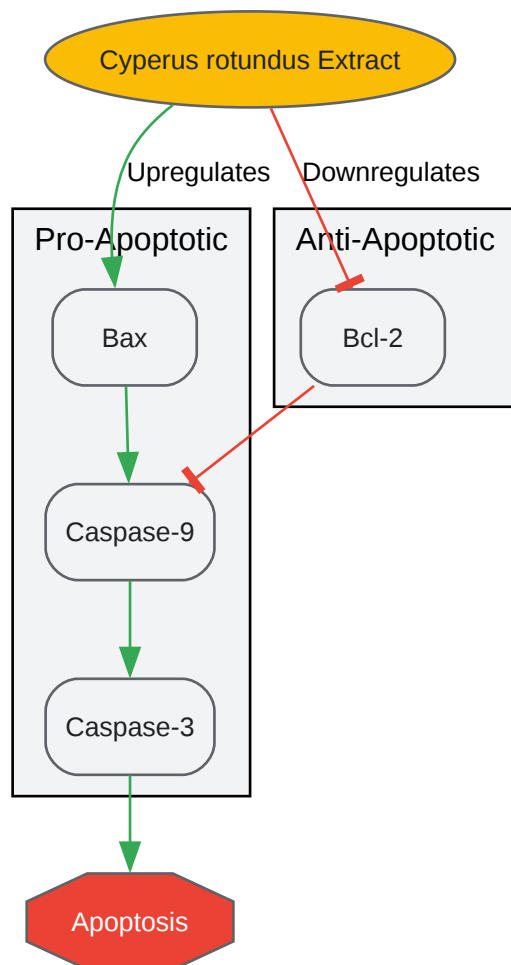 Cyperus rotundus Extract
Upregulates
Downregulates
Pro-Apoptotic
Anti-Apoptotic
Bax
Bcl-2
Caspase-9
Caspase-3
Apoptosis